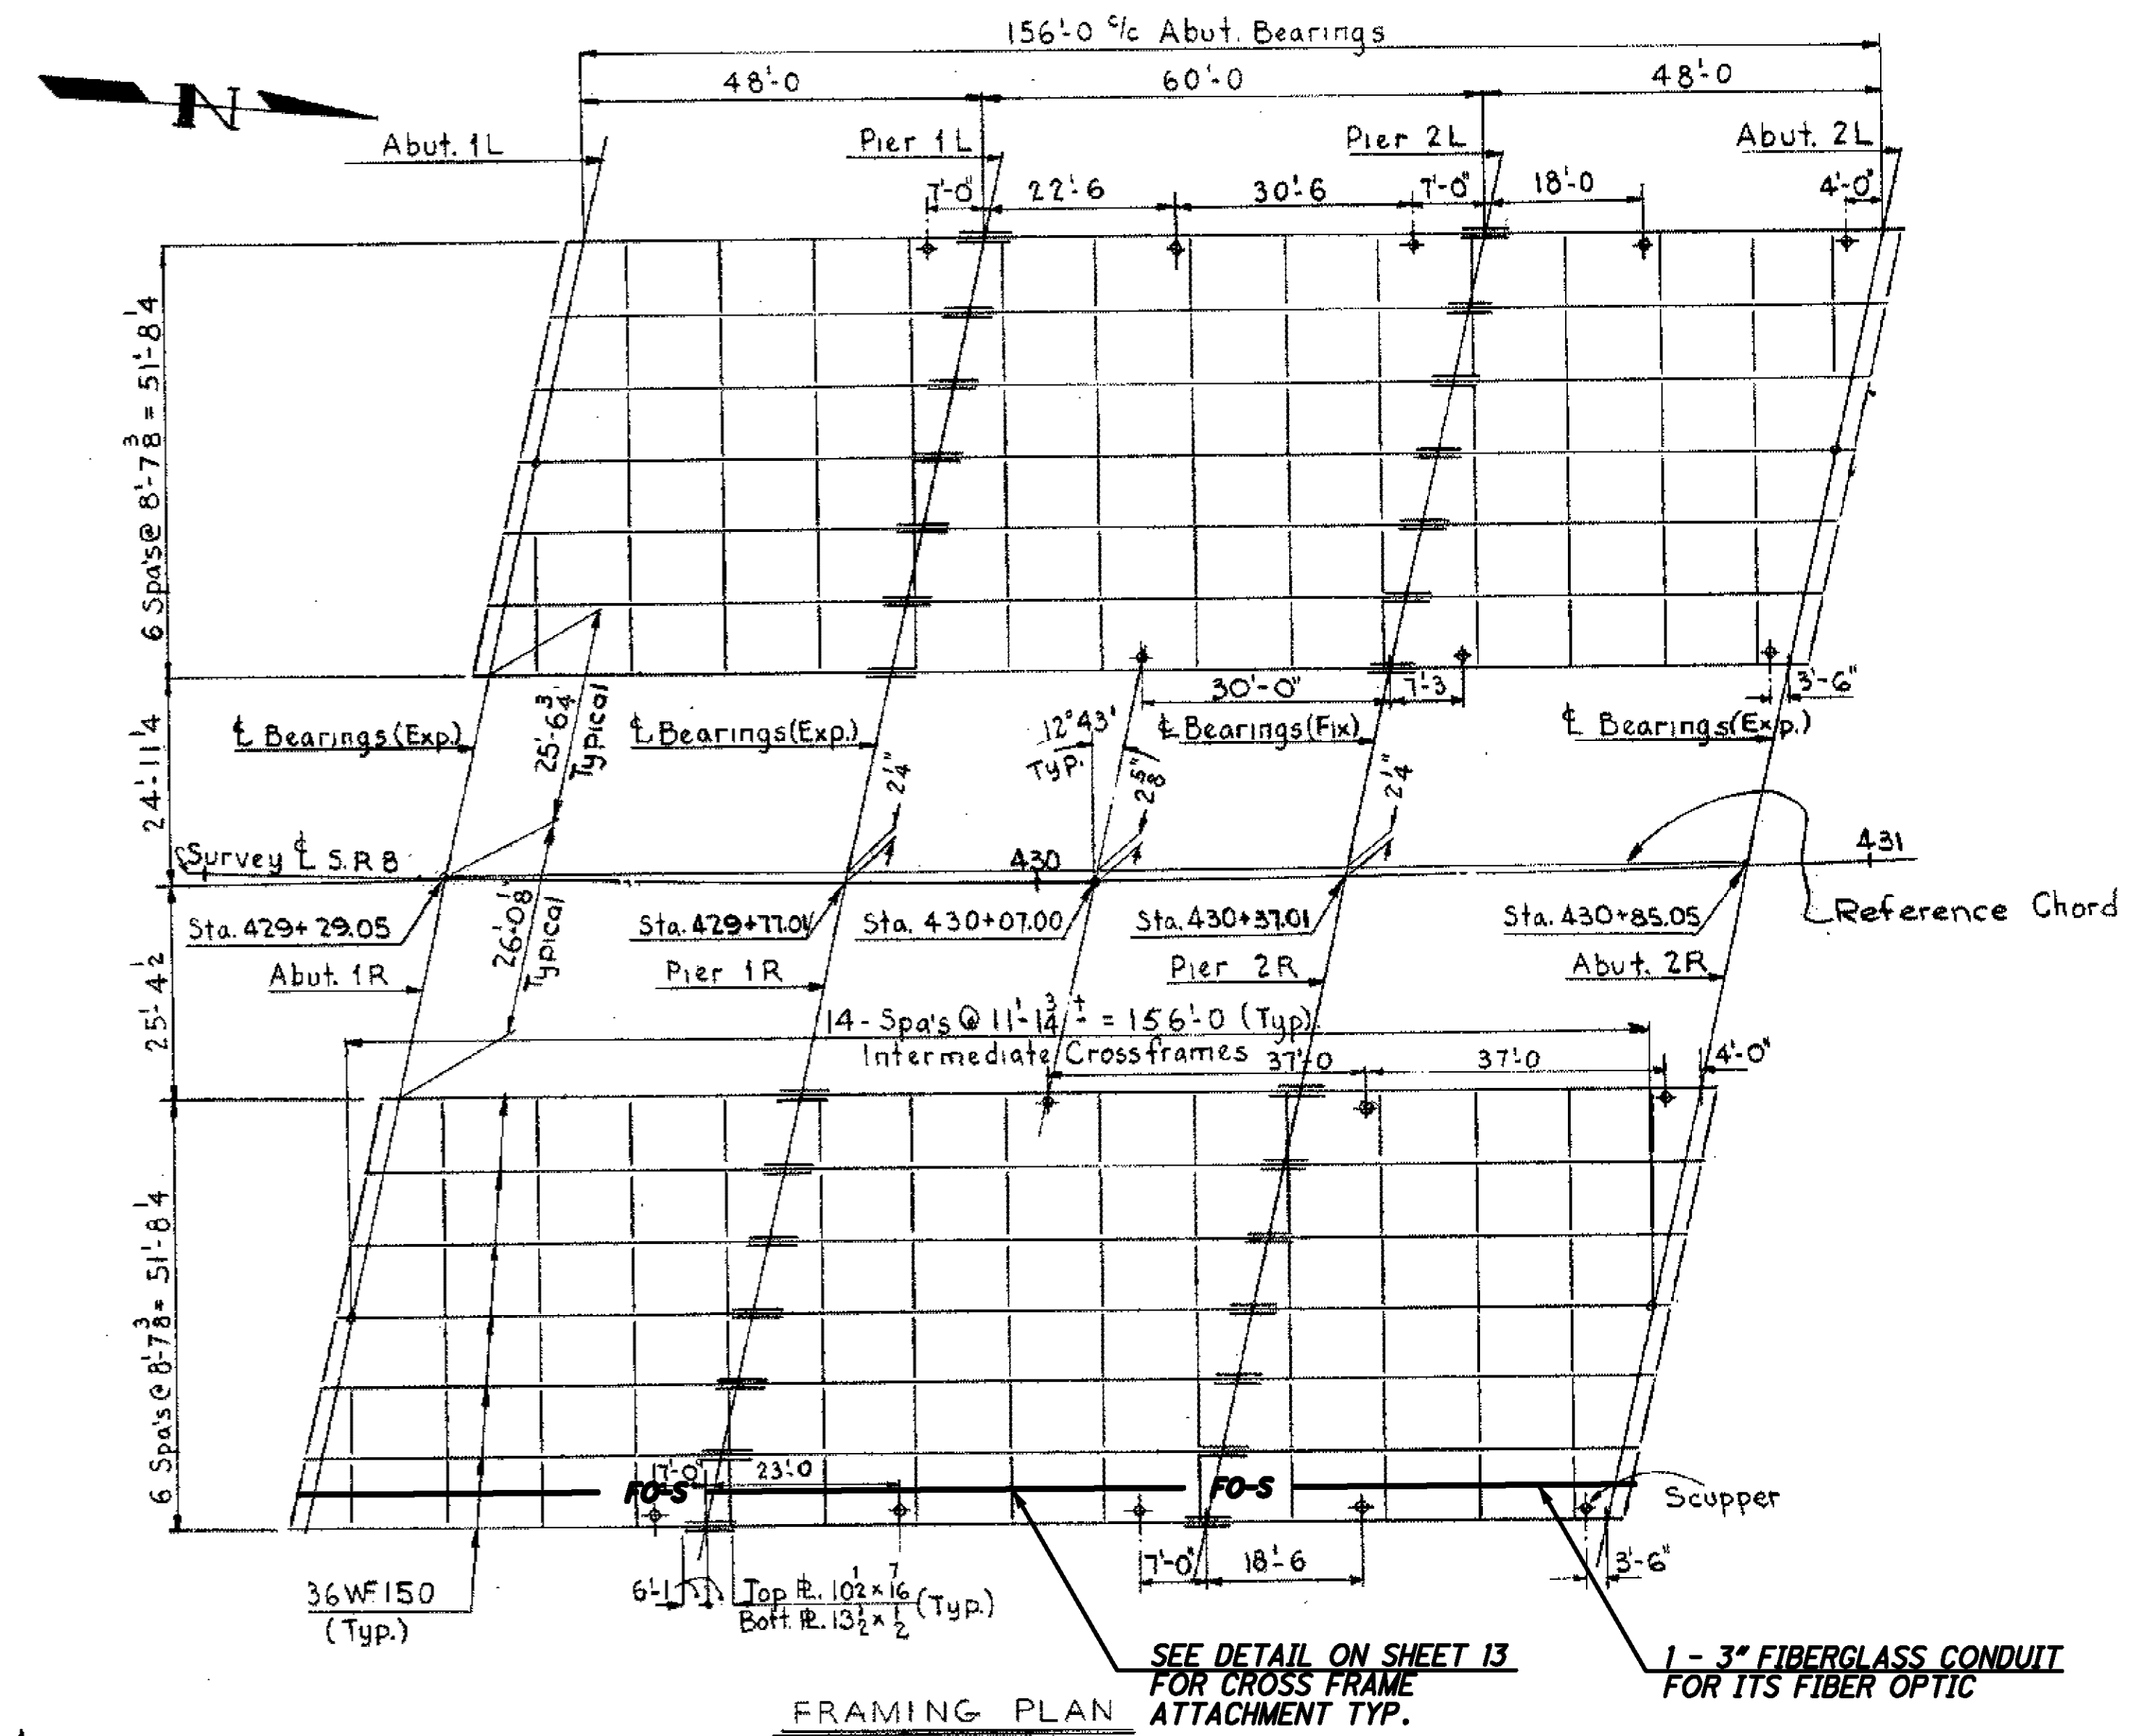 156'-0 c/c Abut. Bearings
48'-0
60'-0
48'-0
N
Abut. 1L
Pier 1L
Pier 2L
Abut. 2L
7'-0"
22'-6
30'-6
7'-0"
18'-0
4'-0"
6 Spa's @ 8'-7 3/8 = 51'-8 1/4
30'-0"
7'-3
3'-6"
24'-11 1/4
℄ Bearings (Exp.)
25'-6 3/4
Typical
℄ Bearings (Exp.)
12°43'
Typ.
℄ Bearings (Fix)
℄ Bearings (Exp.)
2 1/4"
2 5/8"
2 1/4"
Survey ℄ S.R 8
430
431
Reference Chord
Sta. 429+29.05
Sta. 429+77.01
Sta. 430+07.00
Sta. 430+37.01
Sta. 430+85.05
26'-0 1/8
Typical
25'-4 1/2
Abut. 1R
Pier 1R
Pier 2R
Abut. 2R
14-Spa's @ 11'-1 3/4 ± = 156'-0 (Typ).
Intermediate Crossframes
37'-0
37'-0
4'-0"
6 Spa's @ 8'-7 3/8 = 51'-8 1/4
7'-0"
23'-0
FO-S
FO-S
Scupper
7'-0"
18'-6
3'-6"
36WF150
(Typ.)
6'-1
Top ℞. 10 1/2 x 7/16
Bott. ℞. 13 1/2 x 1/2
(Typ.)
SEE DETAIL ON SHEET 13
FOR CROSS FRAME
ATTACHMENT TYP.
1 - 3" FIBERGLASS CONDUIT
FOR ITS FIBER OPTIC
FRAMING PLAN